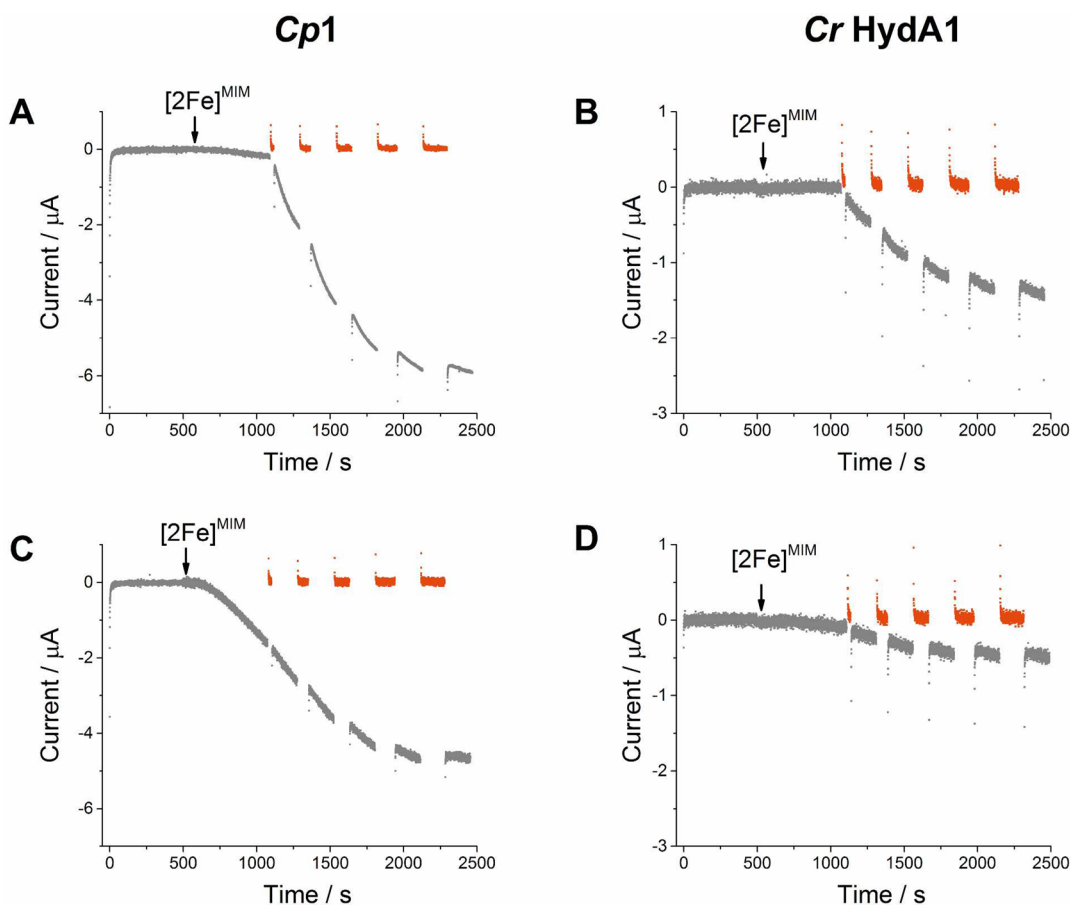 Cp1
Cr HydA1
A
[2Fe]MIM
0
-2
-4
-6
Current / μA
0 500 1000 1500 2000 2500
Time / s
B
[2Fe]MIM
1
0
-1
-2
-3
Current / μA
0 500 1000 1500 2000 2500
Time / s
C
[2Fe]MIM
0
-2
-4
-6
Current / μA
0 500 1000 1500 2000 2500
Time / s
D
[2Fe]MIM
1
0
-1
-2
-3
Current / μA
0 500 1000 1500 2000 2500
Time / s